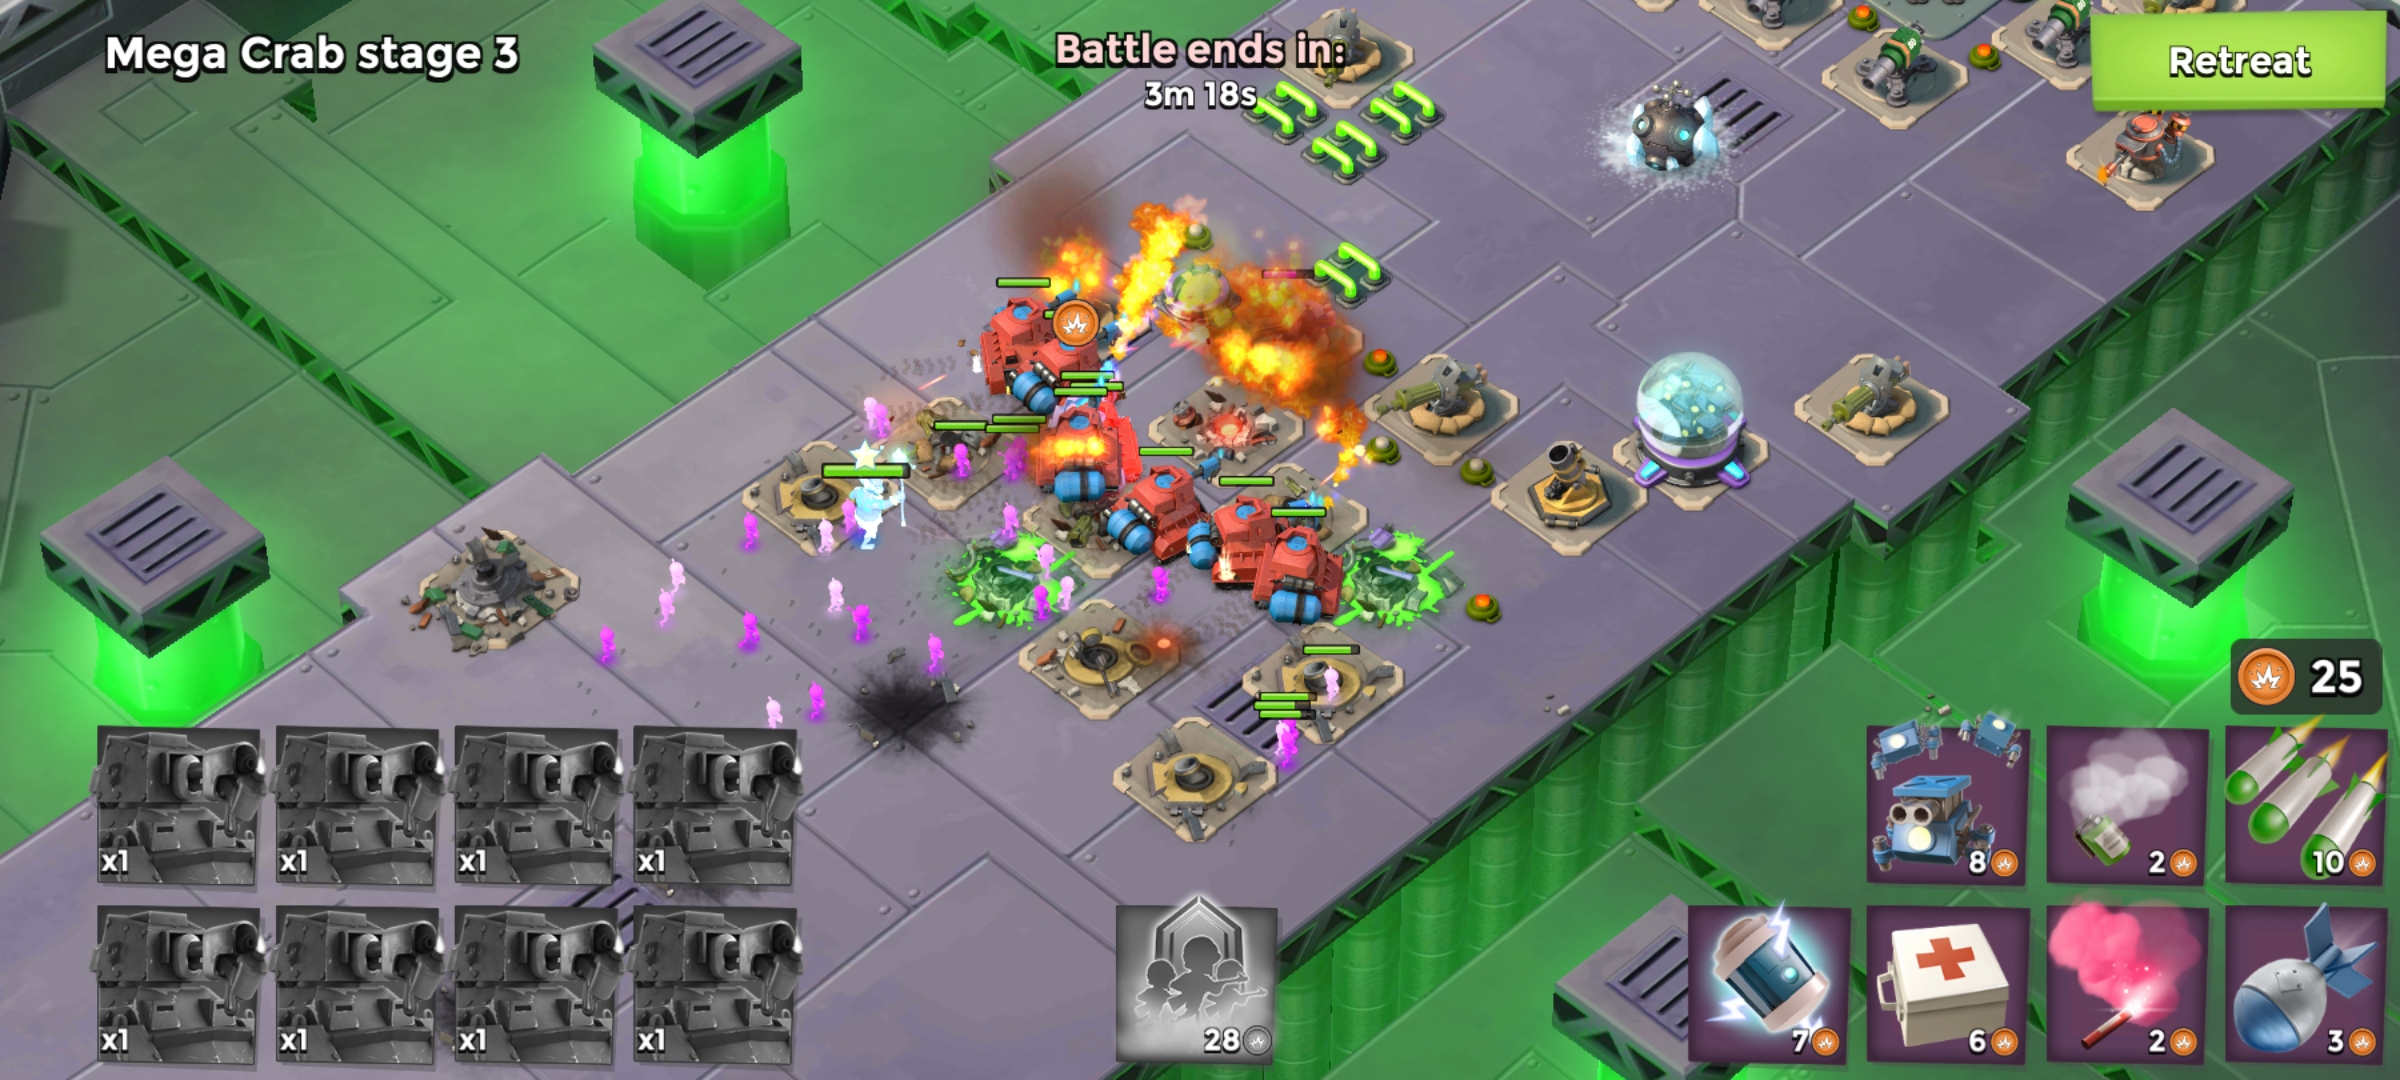 Mega Crab stage 3
Battle ends in:
3m 18s
Retreat
25
8
2
10
x1
x1
x1
x1
x1
x1
x1
x1
28
7
6
2
3